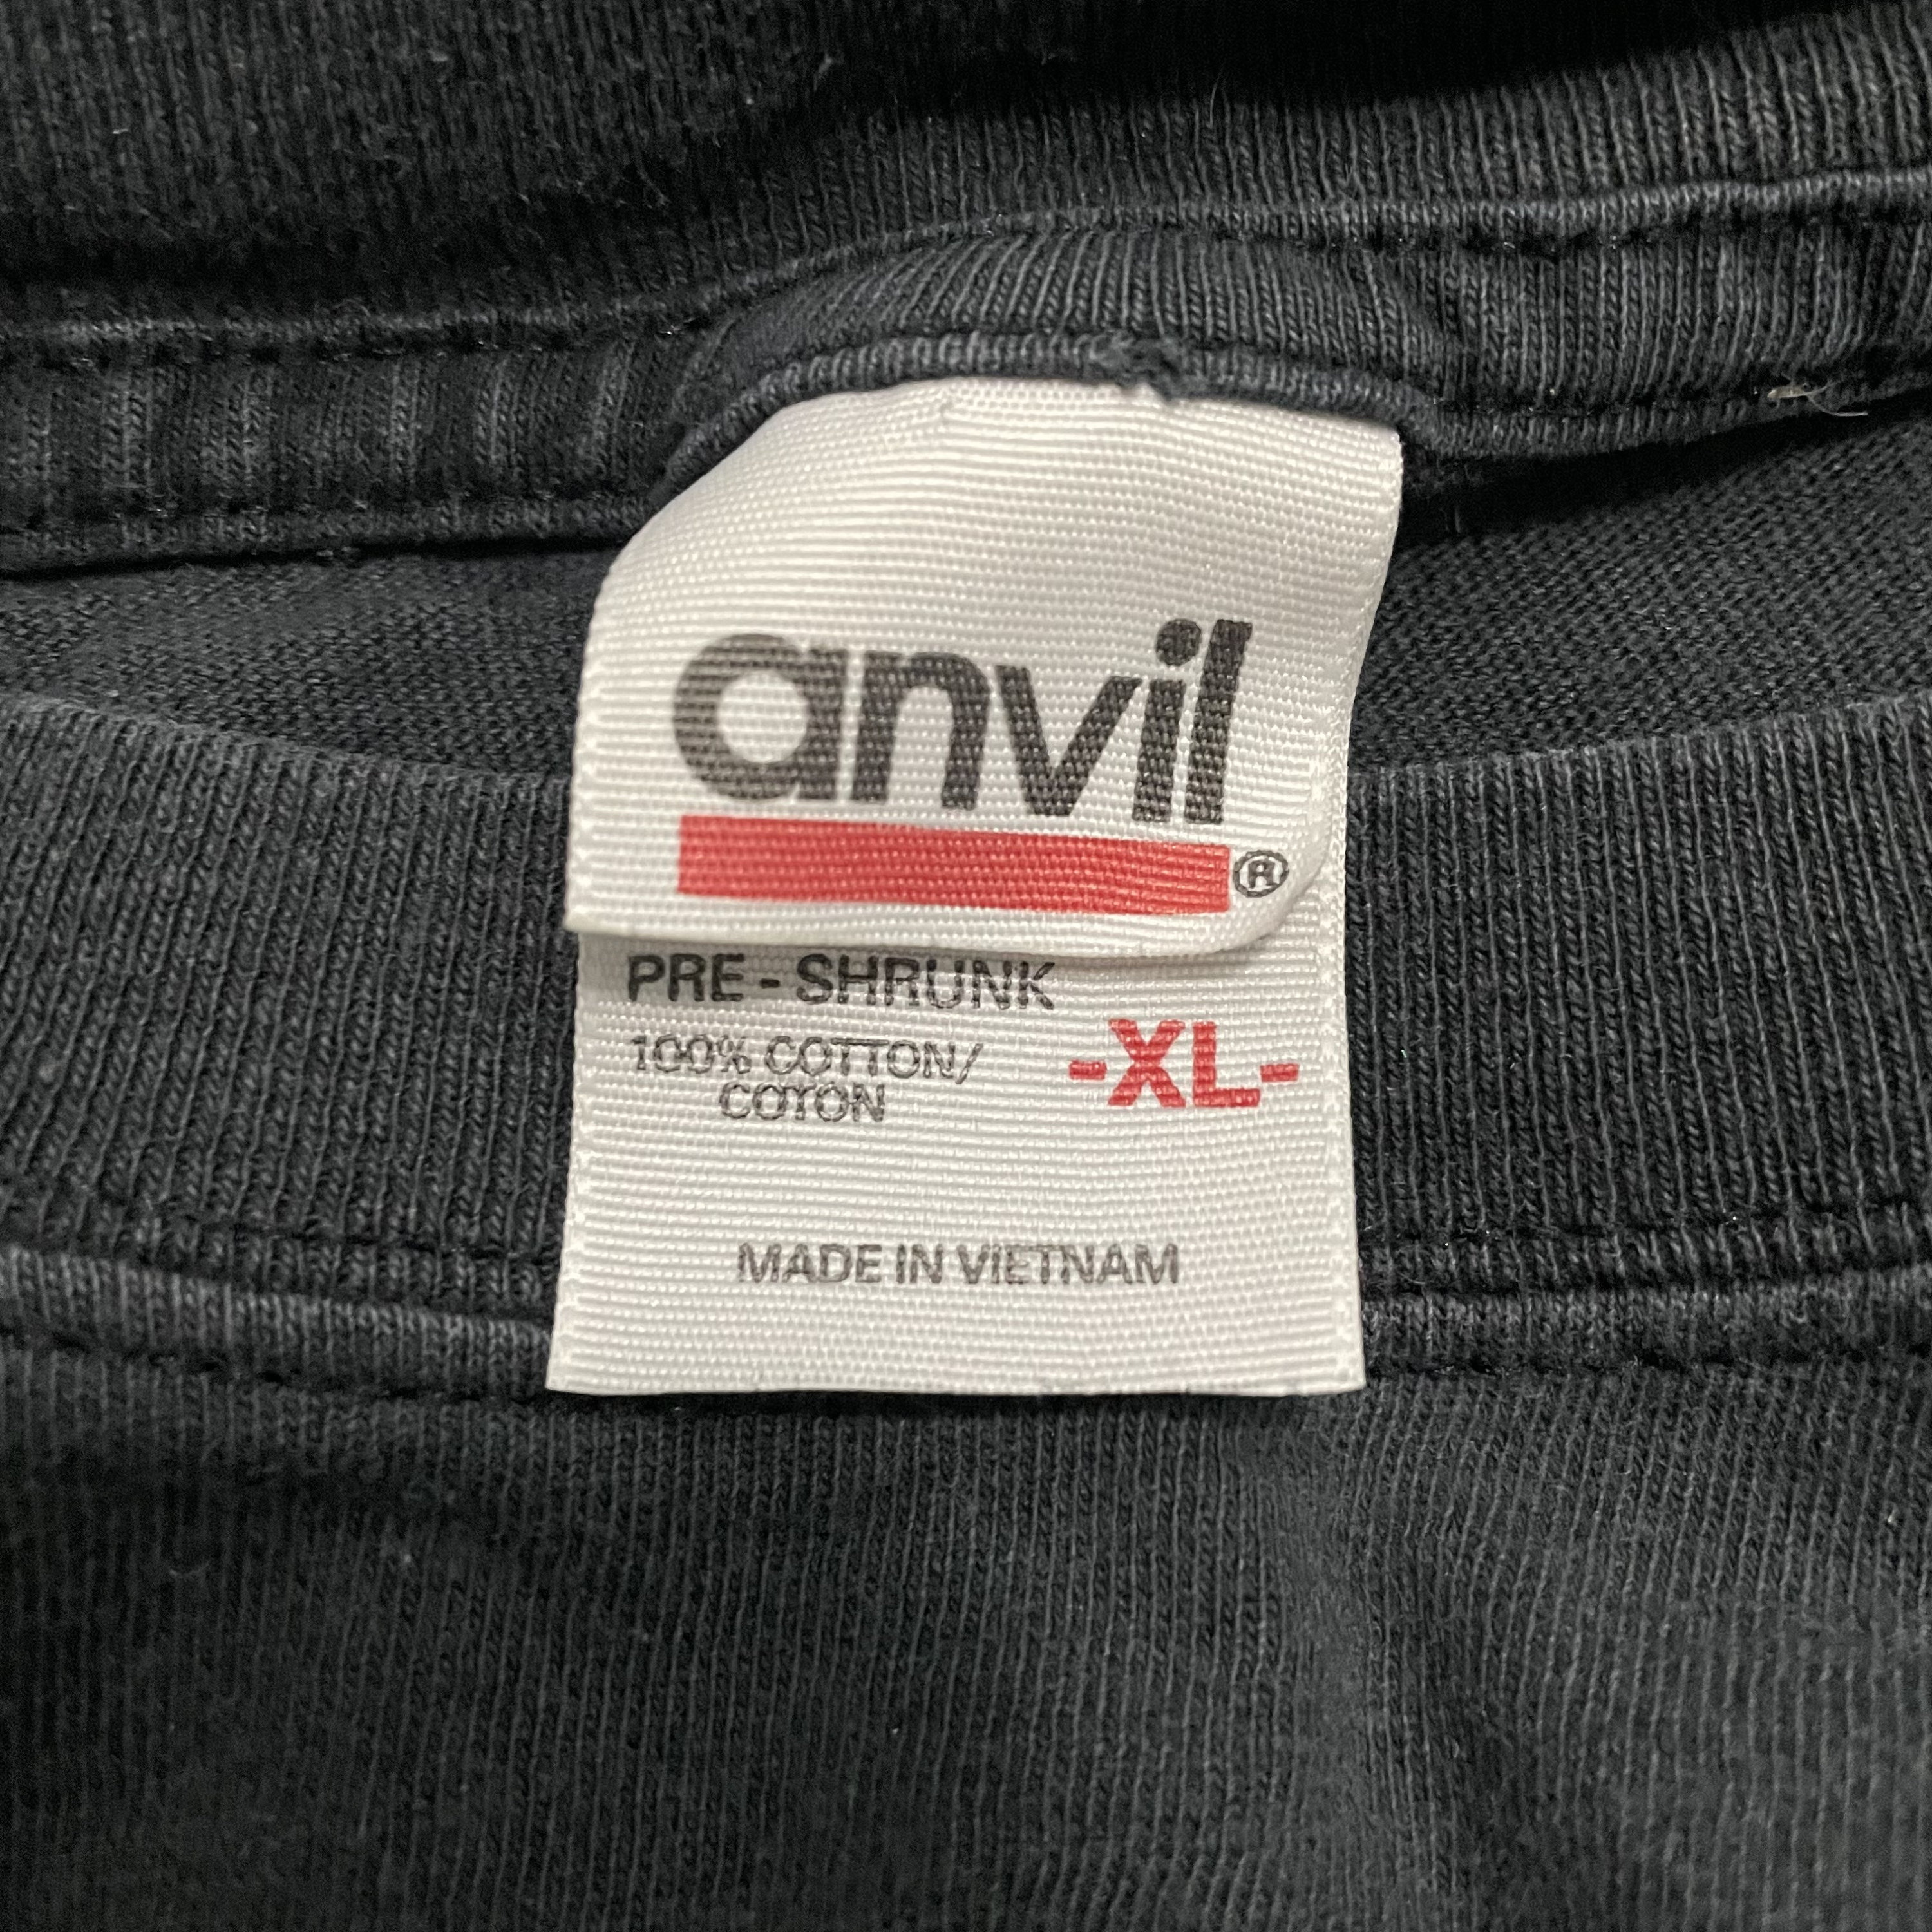 anvil
®
PRE-SHRUNK
100% COTTON/
COTON
-XL-
MADE IN VIETNAM